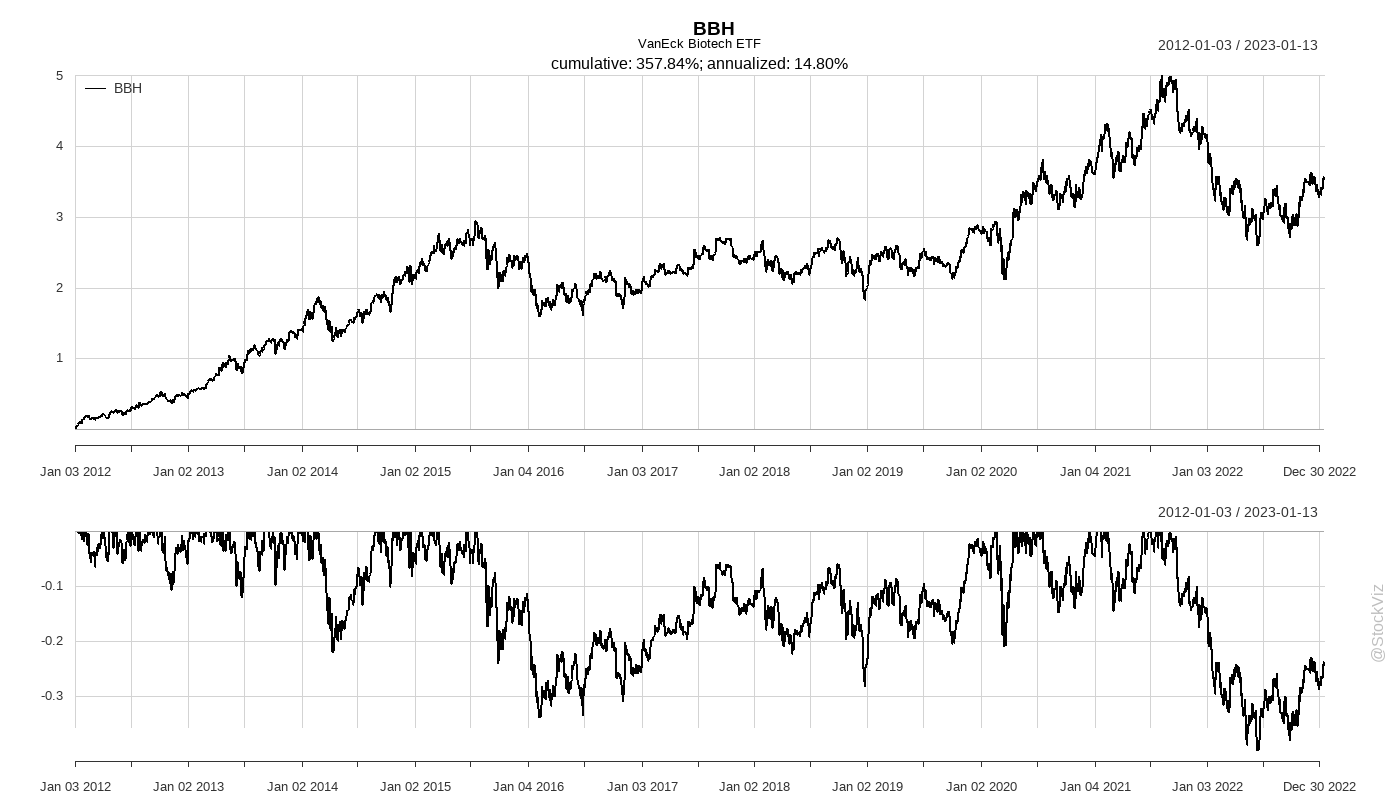 BBH
VanEck Biotech ETF
2012-01-03 / 2023-01-13
cumulative: 357.84%; annualized: 14.80%
BBH
5
4
3
2
1
Jan 03 2012 Jan 02 2013 Jan 02 2014 Jan 02 2015 Jan 04 2016 Jan 03 2017 Jan 02 2018 Jan 02 2019 Jan 02 2020 Jan 04 2021 Jan 03 2022 Dec 30 2022
2012-01-03 / 2023-01-13
-0.1
-0.2
-0.3
@StockViz
Jan 03 2012 Jan 02 2013 Jan 02 2014 Jan 02 2015 Jan 04 2016 Jan 03 2017 Jan 02 2018 Jan 02 2019 Jan 02 2020 Jan 04 2021 Jan 03 2022 Dec 30 2022